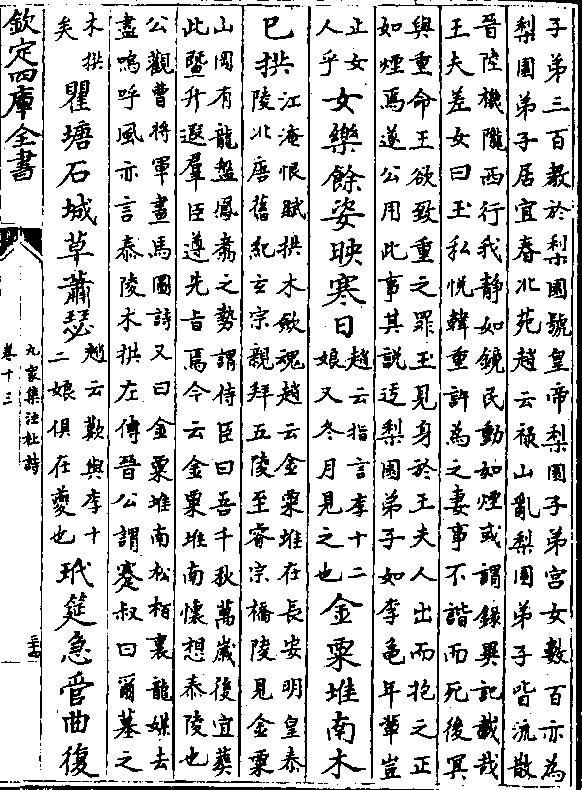 子弟三百教於梨園號皇帝梨園子弟宮女數百亦為
梨園弟子居宜春北苑趙云禄山亂梨園弟子皆流散
晉陸機隴西行我静如鏡民動如煙或謂録異記載哉
王夫差女曰玉私悦韓重許為之妻事不諧而死後冥
與重命王欲致重之罪玉見身於王夫人出而抱之正
如煙焉遂公用此事其説迂梨園弟子如李龜年軰豈
止女
人乎
女樂餘姿映寒日
趙云指言李十二
娘又冬月見之也
金粟堆南木
已拱
江淹恨賦拱木斂魂趙云金粟堆在長安明皇泰
陵北唐舊紀玄宗親拜五陵至睿宗橋陵見金粟
山岡有龍盤鳳翥之勢謂侍臣曰吾千秋萬歲後宜葬
此暨升遐羣臣遵先旨焉今云金粟堆南懷想泰陵也
公觀曹將軍畫馬圖詩又曰金粟堆南松栢裏龍媒去
盡嗚呼風亦言泰陵木拱左傳晉公謂蹇叔曰爾墓之
木拱
矣
瞿塘石城草蕭瑟
趙云歎與李十
二娘俱在夔也
玳筵急管曲復
欽定四庫全書
九家集注杜詩
卷十三